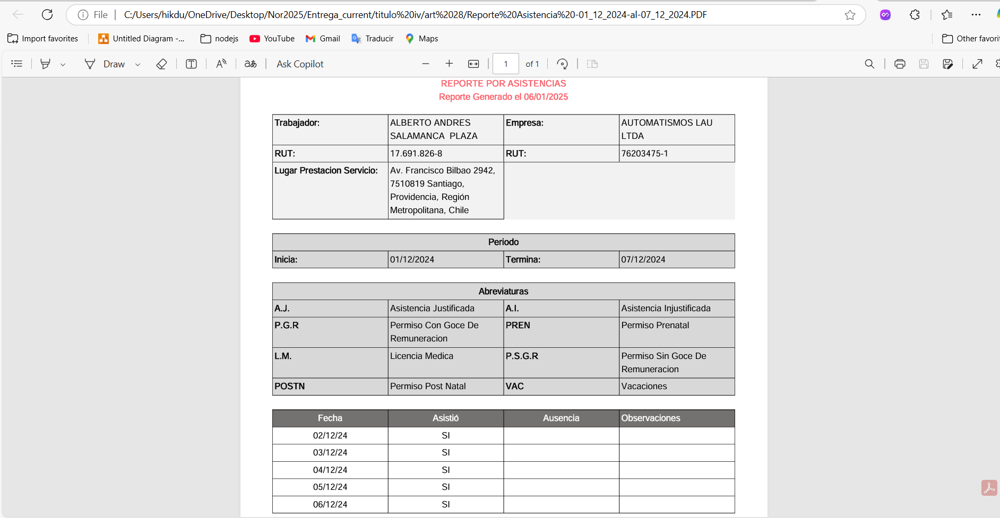 File C:/Users/hikdu/OneDrive/Desktop/Nor2025/Entrega_current/titulo%20iv/art%2028/Reporte%20Asistencia%20-01_12_2024-al-07_12_2024.PDF
Import favorites Untitled Diagram -... nodejs YouTube Gmail Traducir Maps Other favorit
Draw Ask Copilot 1 of 1
REPORTE POR ASISTENCIAS
Reporte Generado el 06/01/2025
Trabajador: ALBERTO ANDRES Empresa: AUTOMATISMOS LAU
SALAMANCA PLAZA LTDA
RUT: 17.691.826-8 RUT: 76203475-1
Lugar Prestacion Servicio: Av. Francisco Bilbao 2942,
7510819 Santiago,
Providencia, Región
Metropolitana, Chile
Periodo
Inicia: 01/12/2024 Termina: 07/12/2024
Abreviaturas
A.J. Asistencia Justificada A.I. Asistencia Injustificada
P.G.R Permiso Con Goce De PREN Permiso Prenatal
Remuneracion
L.M. Licencia Medica P.S.G.R Permiso Sin Goce De
Remuneracion
POSTN Permiso Post Natal VAC Vacaciones
Fecha Asistió Ausencia Observaciones
02/12/24 SI
03/12/24 SI
04/12/24 SI
05/12/24 SI
06/12/24 SI